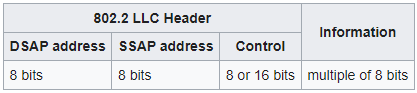 802.2 LLC Header
Information
DSAP address SSAP address Control
8 bits 8 bits 8 or 16 bits multiple of 8 bits